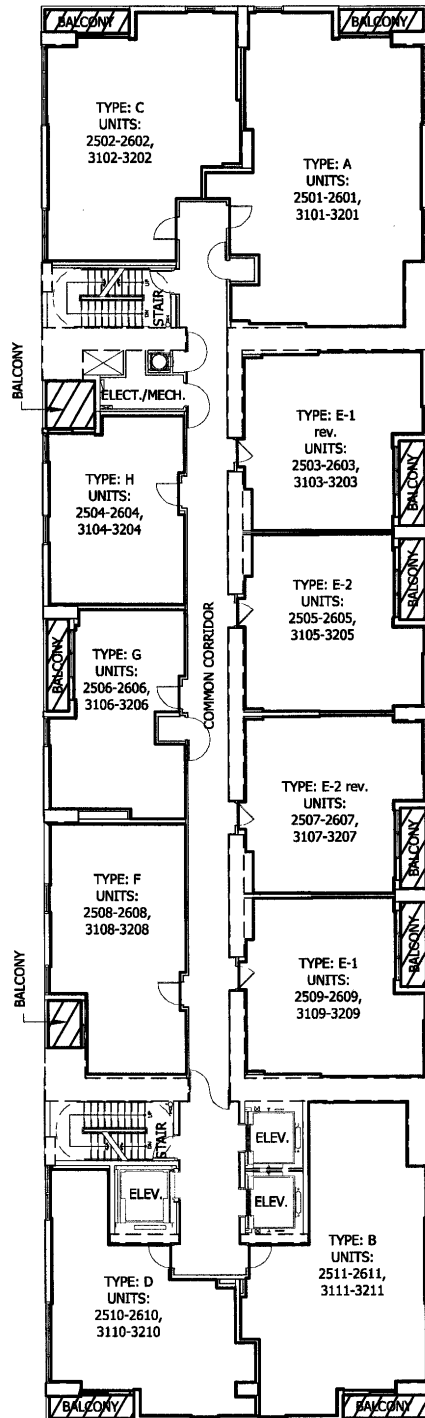 BALCONY
BALCONY
TYPE: C
UNITS:
2502-2602,
3102-3202
TYPE: A
UNITS:
2501-2601,
3101-3201
STAIR
BALCONY
ELECT./MECH.
TYPE: E-1
rev.
UNITS:
2503-2603,
3103-3203
BALCONY
TYPE: H
UNITS:
2504-2604,
3104-3204
TYPE: E-2
UNITS:
2505-2605,
3105-3205
BALCONY
BALCONY
TYPE: G
UNITS:
2506-2606,
3106-3206
COMMON CORRIDOR
TYPE: E-2 rev.
UNITS:
2507-2607,
3107-3207
BALCONY
TYPE: F
UNITS:
2508-2608,
3108-3208
BALCONY
TYPE: E-1
UNITS:
2509-2609,
3109-3209
BALCONY
STAIR
ELEV.
ELEV.
ELEV.
TYPE: B
UNITS:
2511-2611,
3111-3211
TYPE: D
UNITS:
2510-2610,
3110-3210
BALCONY
BALCONY